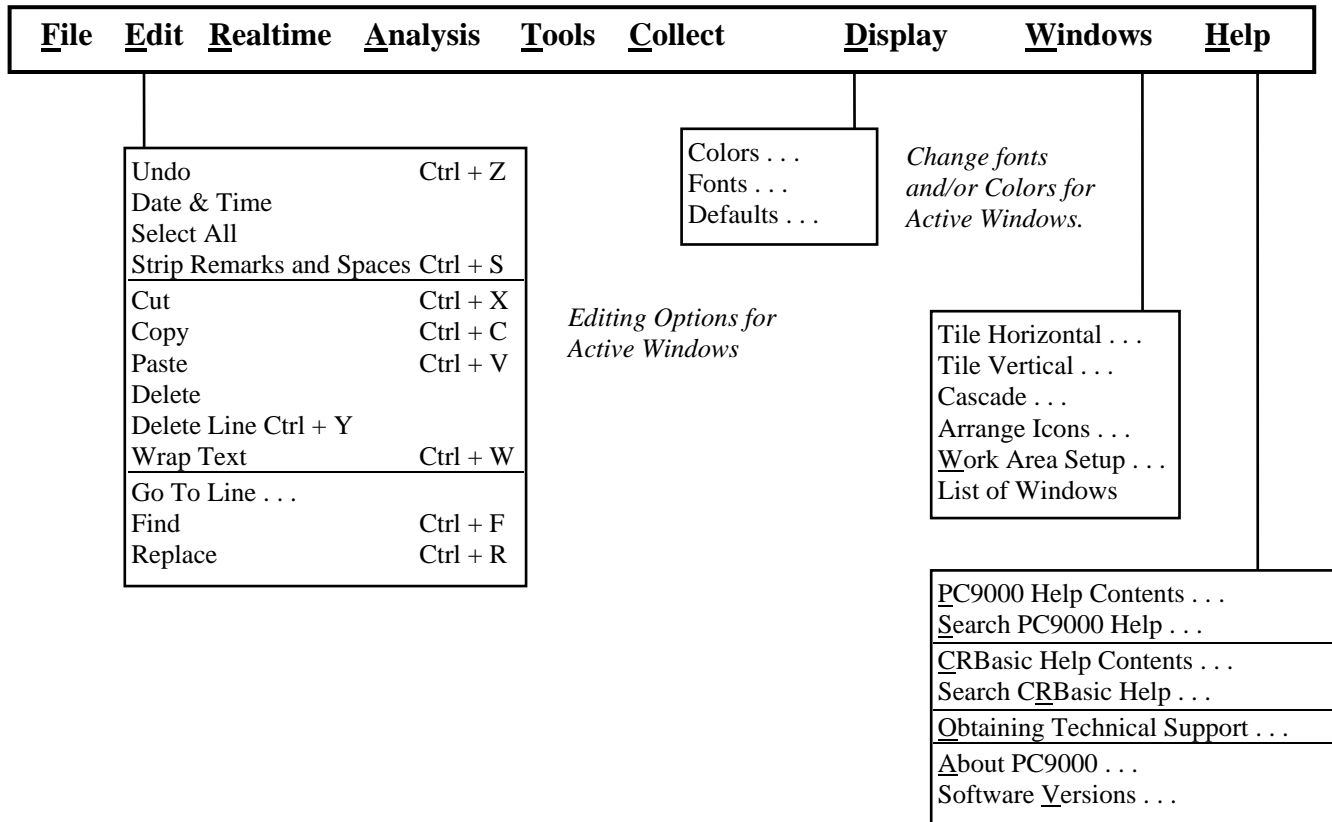 File Edit Realtime Analysis Tools Collect Display Windows Help
Undo Ctrl + Z
Date & Time
Select All
Strip Remarks and Spaces Ctrl + S
Cut Ctrl + X
Copy Ctrl + C
Paste Ctrl + V
Delete
Delete Line Ctrl + Y
Wrap Text Ctrl + W
Go To Line . . .
Find Ctrl + F
Replace Ctrl + R
Editing Options for
Active Windows
Colors . . .
Fonts . . .
Defaults . . .
Change fonts
and/or Colors for
Active Windows.
Tile Horizontal . . .
Tile Vertical . . .
Cascade . . .
Arrange Icons . . .
Work Area Setup . . .
List of Windows
PC9000 Help Contents . . .
Search PC9000 Help . . .
CRBasic Help Contents . . .
Search CRBasic Help . . .
Obtaining Technical Support . . .
About PC9000 . . .
Software Versions . . .